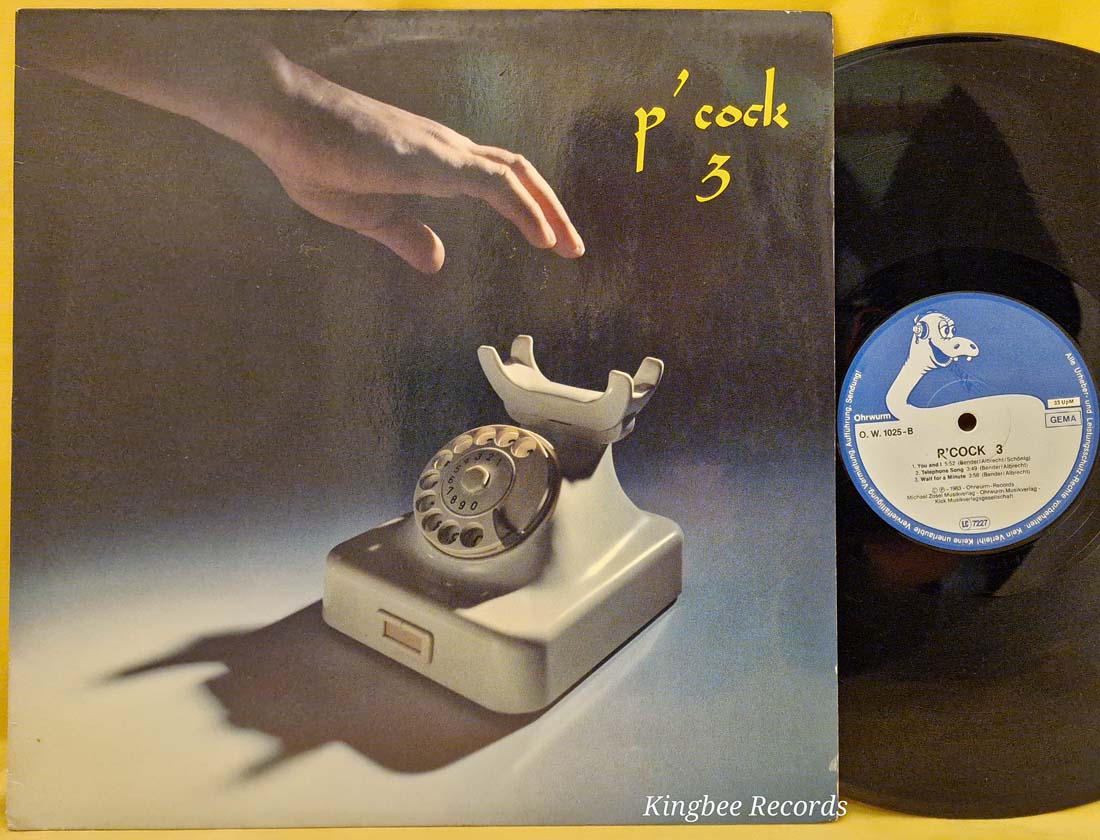 p'cock
3
Alle Urheber- und Leistungsschutz-Rechte vorbehalten. Kein Verleih! Keine unerlaubte Vervielfältigung, Vermietung, Aufführung, Sendung!
Ohrwurm
33 UpM
GEMA
O. W. 1025-B
P'COCK 3
1. You and I 5:52 (Bender/Albrecht/Schönig)
2. Telephone Song 3:49 (Bender/Albrecht)
3. Wait for a Minute 3:58 (Bender/Albrecht)
© ℗ - 1983 - Ohrwurm-Records
Michael Zosel Musikverlag - Ohrwurm Musikverlag -
Kick Musikverlagsgesellschaft
LC 7227
Kingbee Records